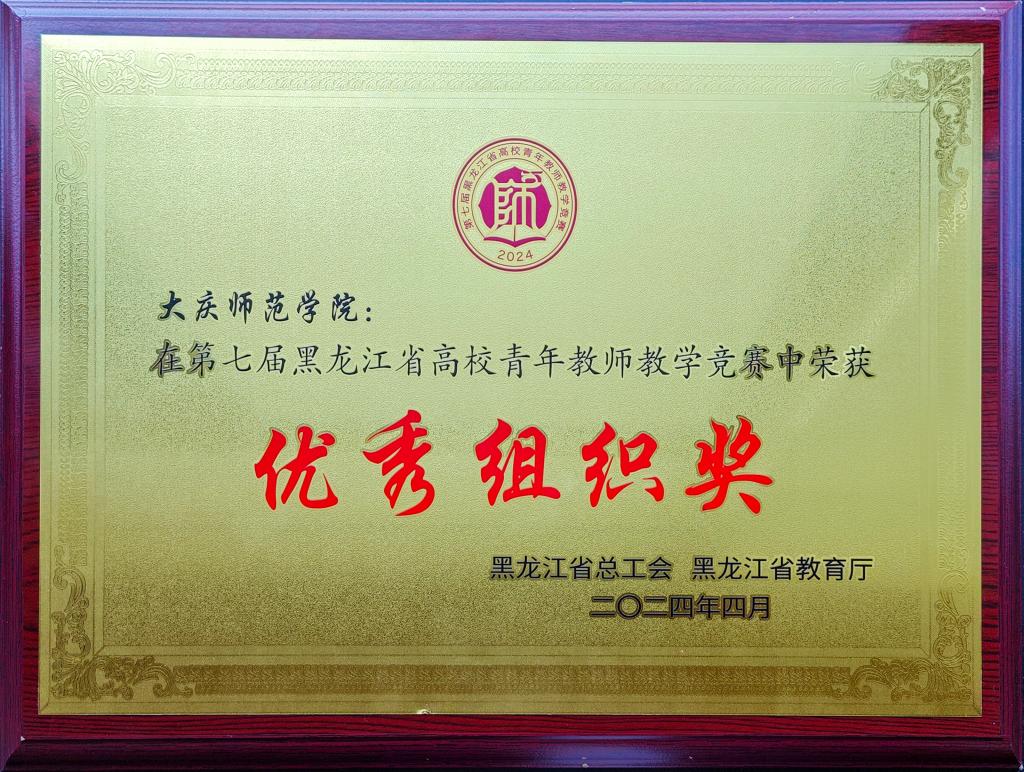 第七届黑龙江省高校青年教师教学竞赛
師
2024
大庆师范学院：
在第七届黑龙江省高校青年教师教学竞赛中荣获
优秀组织奖
黑龙江省总工会 黑龙江省教育厅
二〇二四年四月